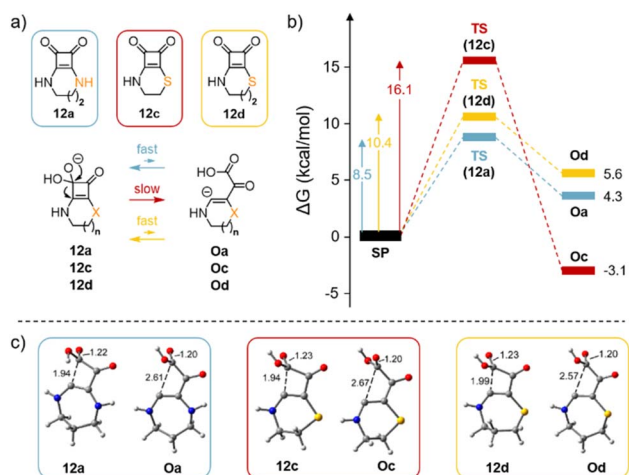 a)
O O
HN NH
( )2
12a
O O
HN S
12c
O O
HN S
( )2
12d
HO O⊖ O
HN X
( )n
fast
slow
fast
HO O
⊖ O
HN X
( )n
12a
12c
12d
Oa
Oc
Od
b)
ΔG (kcal/mol)
15
10
5
0
-5
8.5
10.4
16.1
SP
TS
(12c)
TS
(12d)
TS
(12a)
Od 5.6
Oa 4.3
Oc -3.1
c)
1.22
1.94
12a
1.20
2.61
Oa
1.23
1.94
12c
1.20
2.67
Oc
1.23
1.99
12d
1.20
2.57
Od